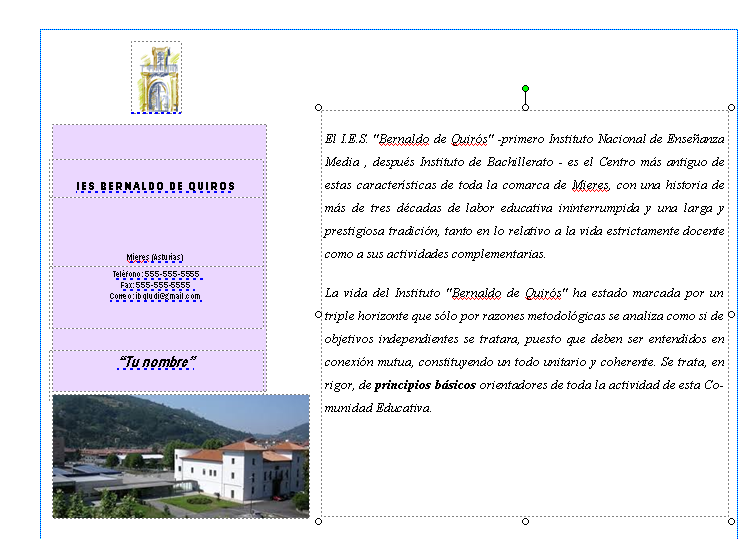 IES BERNALDO DE QUIROS
Mieres (Asturias)
Teléfono: 555-555-5555
Fax: 555-555-5555
Correo: ibqludi@gmail.com
“Tu nombre”
El I.E.S. "Bernaldo de Quirós" -primero Instituto Nacional de Enseñanza
Media , después Instituto de Bachillerato - es el Centro más antiguo de
estas características de toda la comarca de Mieres, con una historia de
más de tres décadas de labor educativa ininterrumpida y una larga y
prestigiosa tradición, tanto en lo relativo a la vida estrictamente docente
como a sus actividades complementarias.
La vida del Instituto "Bernaldo de Quirós" ha estado marcada por un
triple horizonte que sólo por razones metodológicas se analiza como si de
objetivos independientes se tratara, puesto que deben ser entendidos en
conexión mutua, constituyendo un todo unitario y coherente. Se trata, en
rigor, de principios básicos orientadores de toda la actividad de esta Co-
munidad Educativa.